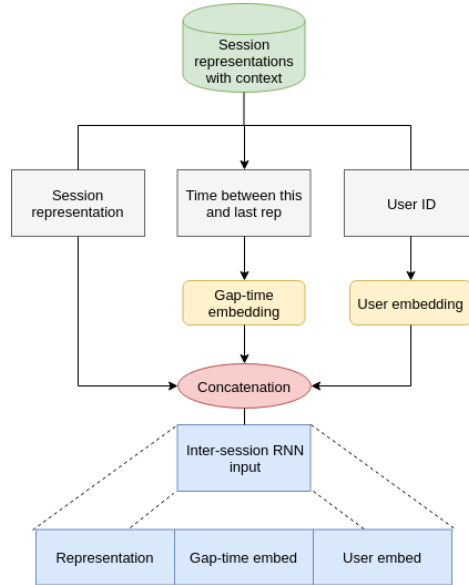 Session
representations
with context
Session
representation
Time between this
and last rep
User ID
Gap-time
embedding
User embedding
Concatenation
Inter-session RNN
input
Representation
Gap-time embed
User embed